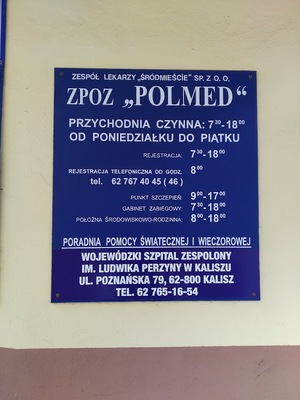 ZESPÓŁ LEKARZY „ŚRÓDMIEŚCIE" SP. Z O. O.
ZPOZ „POLMED"
PRZYCHODNIA CZYNNA: 7³⁰-18⁰⁰
OD PONIEDZIAŁKU DO PIĄTKU
REJESTRACJA: 7³⁰-18⁰⁰
REJESTRACJA TELEFONICZNA OD GODZ. 8⁰⁰
tel. 62 767 40 45 ( 46 )
PUNKT SZCZEPIEŃ: 9⁰⁰-17⁰⁰
GABINET ZABIEGOWY: 7³⁰-18⁰⁰
POŁOŻNA ŚRODOWISKOWO-RODZINNA: 8⁰⁰-18⁰⁰
PORADNIA POMOCY ŚWIATECZNEJ I WIECZOROWEJ
WOJEWÓDZKI SZPITAL ZESPOLONY
IM. LUDWIKA PERZYNY W KALISZU
UL. POZNAŃSKA 79, 62-800 KALISZ
TEL. 62 765-16-54